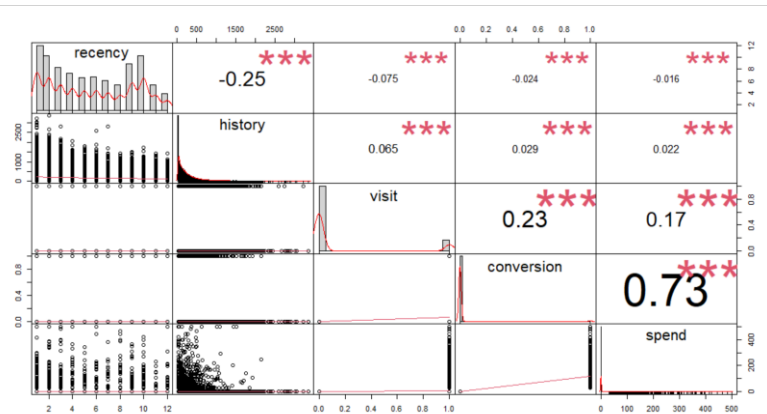 0 500 1500 2500 0.0 0.2 0.4 0.6 0.8 1.0
recency *** *** *** *** 12
-0.25 -0.075 -0.024 -0.016 2 4 6 8
history *** *** ***
0 1000 2500 0.065 0.029 0.022
visit *** ***
0.23 0.17 0.0 0.4 0.8
conversion ***
0.0 0.4 0.8 0.73
spend
0 200 400
2 4 6 8 10 12 0 500 1500 2500 0.0 0.2 0.4 0.6 0.8 1.0 0 100 200 300 400 500